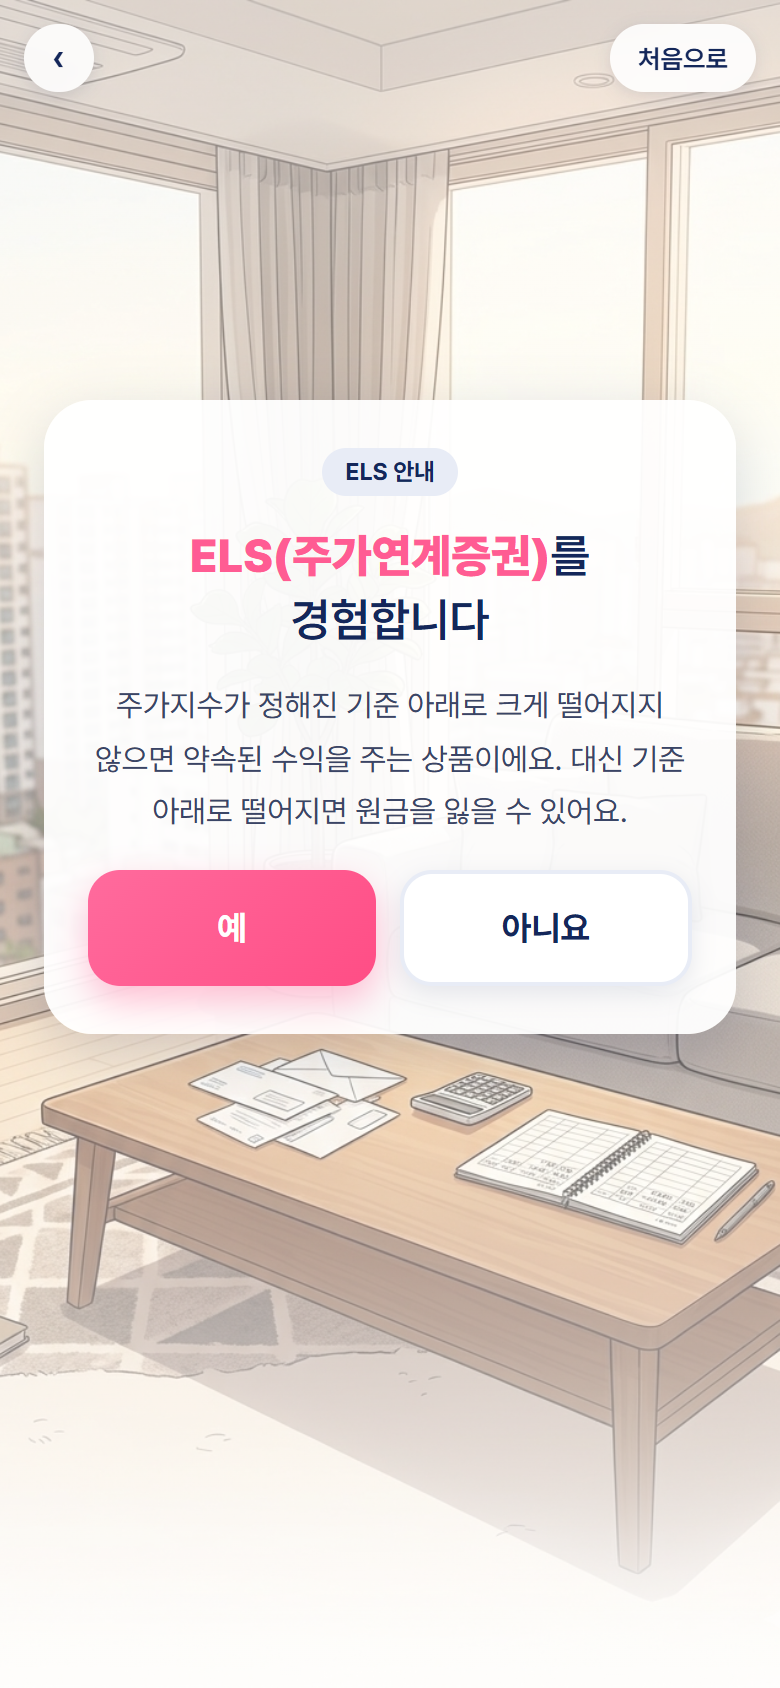 ‹
처음으로
ELS 안내
ELS(주가연계증권)를
경험합니다
주가지수가 정해진 기준 아래로 크게 떨어지지
않으면 약속된 수익을 주는 상품이에요. 대신 기준
아래로 떨어지면 원금을 잃을 수 있어요.
예
아니요